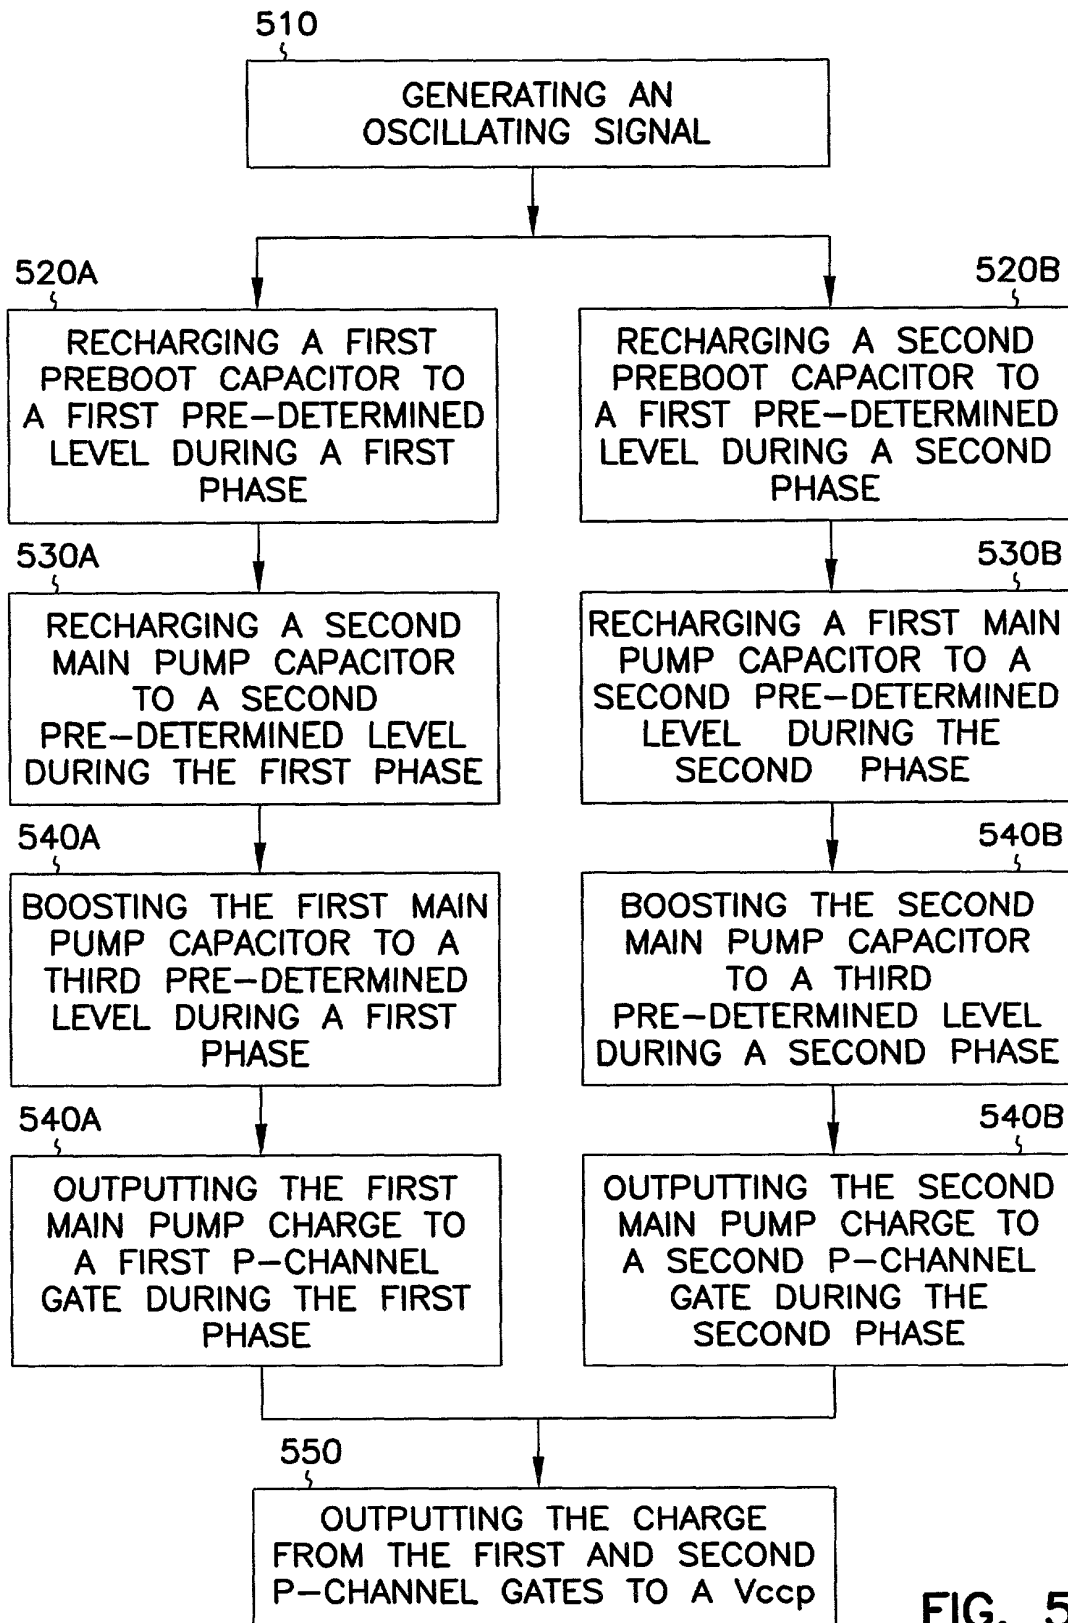 510
GENERATING AN
OSCILLATING SIGNAL
520A
RECHARGING A FIRST
PREBOOT CAPACITOR TO
A FIRST PRE-DETERMINED
LEVEL DURING A FIRST
PHASE
520B
RECHARGING A SECOND
PREBOOT CAPACITOR TO
A FIRST PRE-DETERMINED
LEVEL DURING A SECOND
PHASE
530A
RECHARGING A SECOND
MAIN PUMP CAPACITOR
TO A SECOND
PRE-DETERMINED LEVEL
DURING THE FIRST PHASE
530B
RECHARGING A FIRST MAIN
PUMP CAPACITOR TO A
SECOND PRE-DETERMINED
LEVEL DURING THE
SECOND PHASE
540A
BOOSTING THE FIRST MAIN
PUMP CAPACITOR TO A
THIRD PRE-DETERMINED
LEVEL DURING A FIRST
PHASE
540B
BOOSTING THE SECOND
MAIN PUMP CAPACITOR
TO A THIRD
PRE-DETERMINED LEVEL
DURING A SECOND PHASE
540A
OUTPUTTING THE FIRST
MAIN PUMP CHARGE TO
A FIRST P-CHANNEL
GATE DURING THE FIRST
PHASE
540B
OUTPUTTING THE SECOND
MAIN PUMP CHARGE TO
A SECOND P-CHANNEL
GATE DURING THE
SECOND PHASE
550
OUTPUTTING THE CHARGE
FROM THE FIRST AND SECOND
P-CHANNEL GATES TO A Vccp
FIG. 5